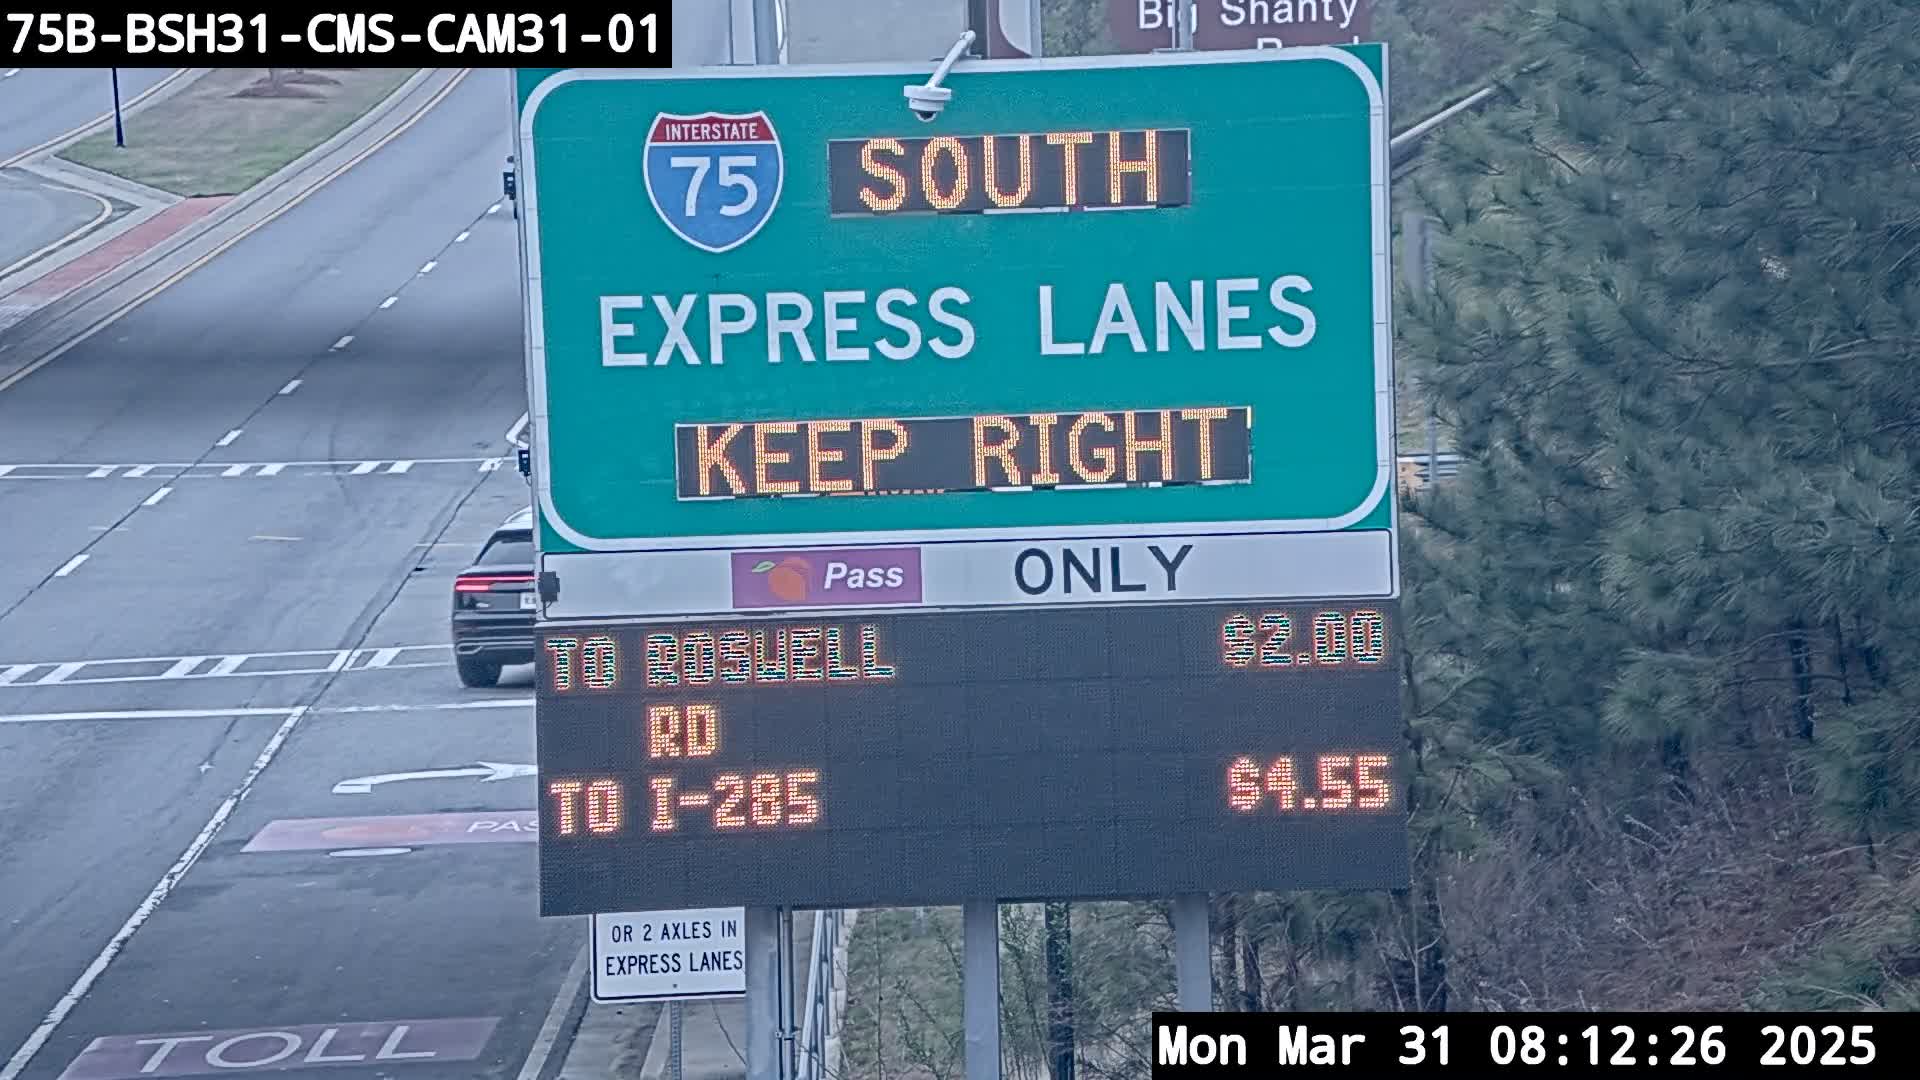 75B-BSH31-CMS-CAM31-01
Big Shanty
INTERSTATE
75
SOUTH
EXPRESS LANES
KEEP RIGHT
Pass ONLY
TO ROSWELL $2.00
RD
TO I-285 $4.55
OR 2 AXLES IN
EXPRESS LANES
TOLL
Mon Mar 31 08:12:26 2025